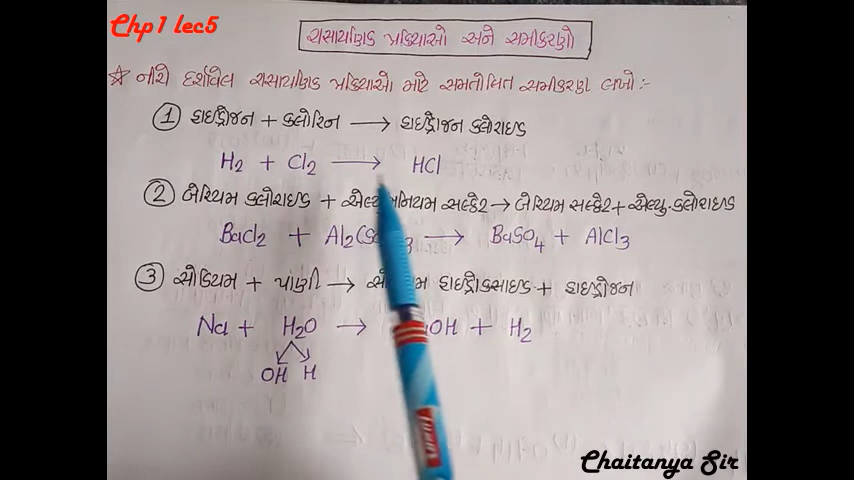 Chp1 lec5
રાસાયણિક પ્રક્રિયાઓ અને સમીકરણો
☆ નીચે દર્શાવેલ રાસાયણિક પ્રક્રિયાઓ માટે સમતોલિત સમીકરણ લખો :-
① હાઇડ્રોજન + ક્લોરિન ⟶ હાઇડ્રોજન ક્લોરાઇડ
H₂ + Cl₂ ⟶ HCl
② બેરિયમ ક્લોરાઇડ + સલ્ફેટ → બેરિયમ સલ્ફેટ + એલ્યુ. ક્લોરાઇડ
BaCl₂ + Al₂(S 3 ⟶ BaSO₄ + AlCl₃
③ સોડિયમ + પાણી → હાઇડ્રોક્સાઇડ + હાઇડ્રોજન
Na + H₂O → OH + H₂
OH H
Chaitanya Sir